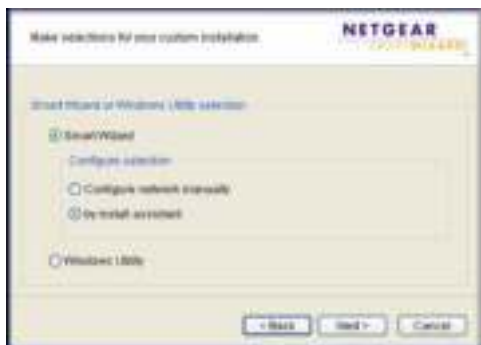 Make selections for your custom installation
NETGEAR
SMARTWIZARD
Smart Wizard or Windows Utility selection
Smart Wizard
Configure selection
Configure network manually
by install assistant
Windows Utility
< Back
Next >
Cancel